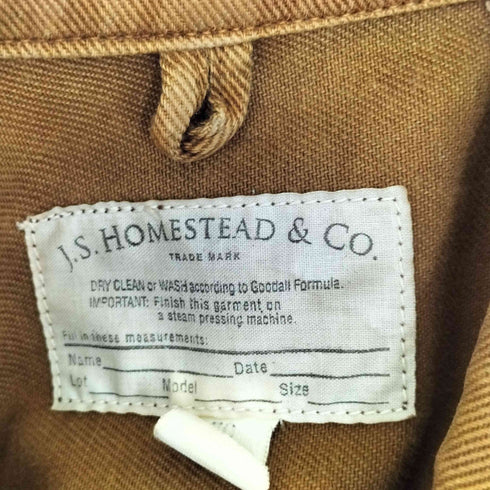 J.S. HOMESTEAD & CO.
TRADE MARK
DRY CLEAN or WASH according to Goodall Formula.
IMPORTANT: Finish this garment on
a steam pressing machine
Fill in these measurements:
Name Date
Lot Model Size